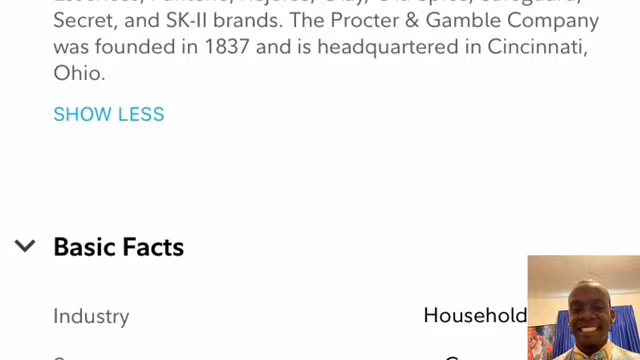 Secret, and SK-II brands. The Procter & Gamble Company
was founded in 1837 and is headquartered in Cincinnati,
Ohio.
SHOW LESS
Basic Facts
Industry
Household